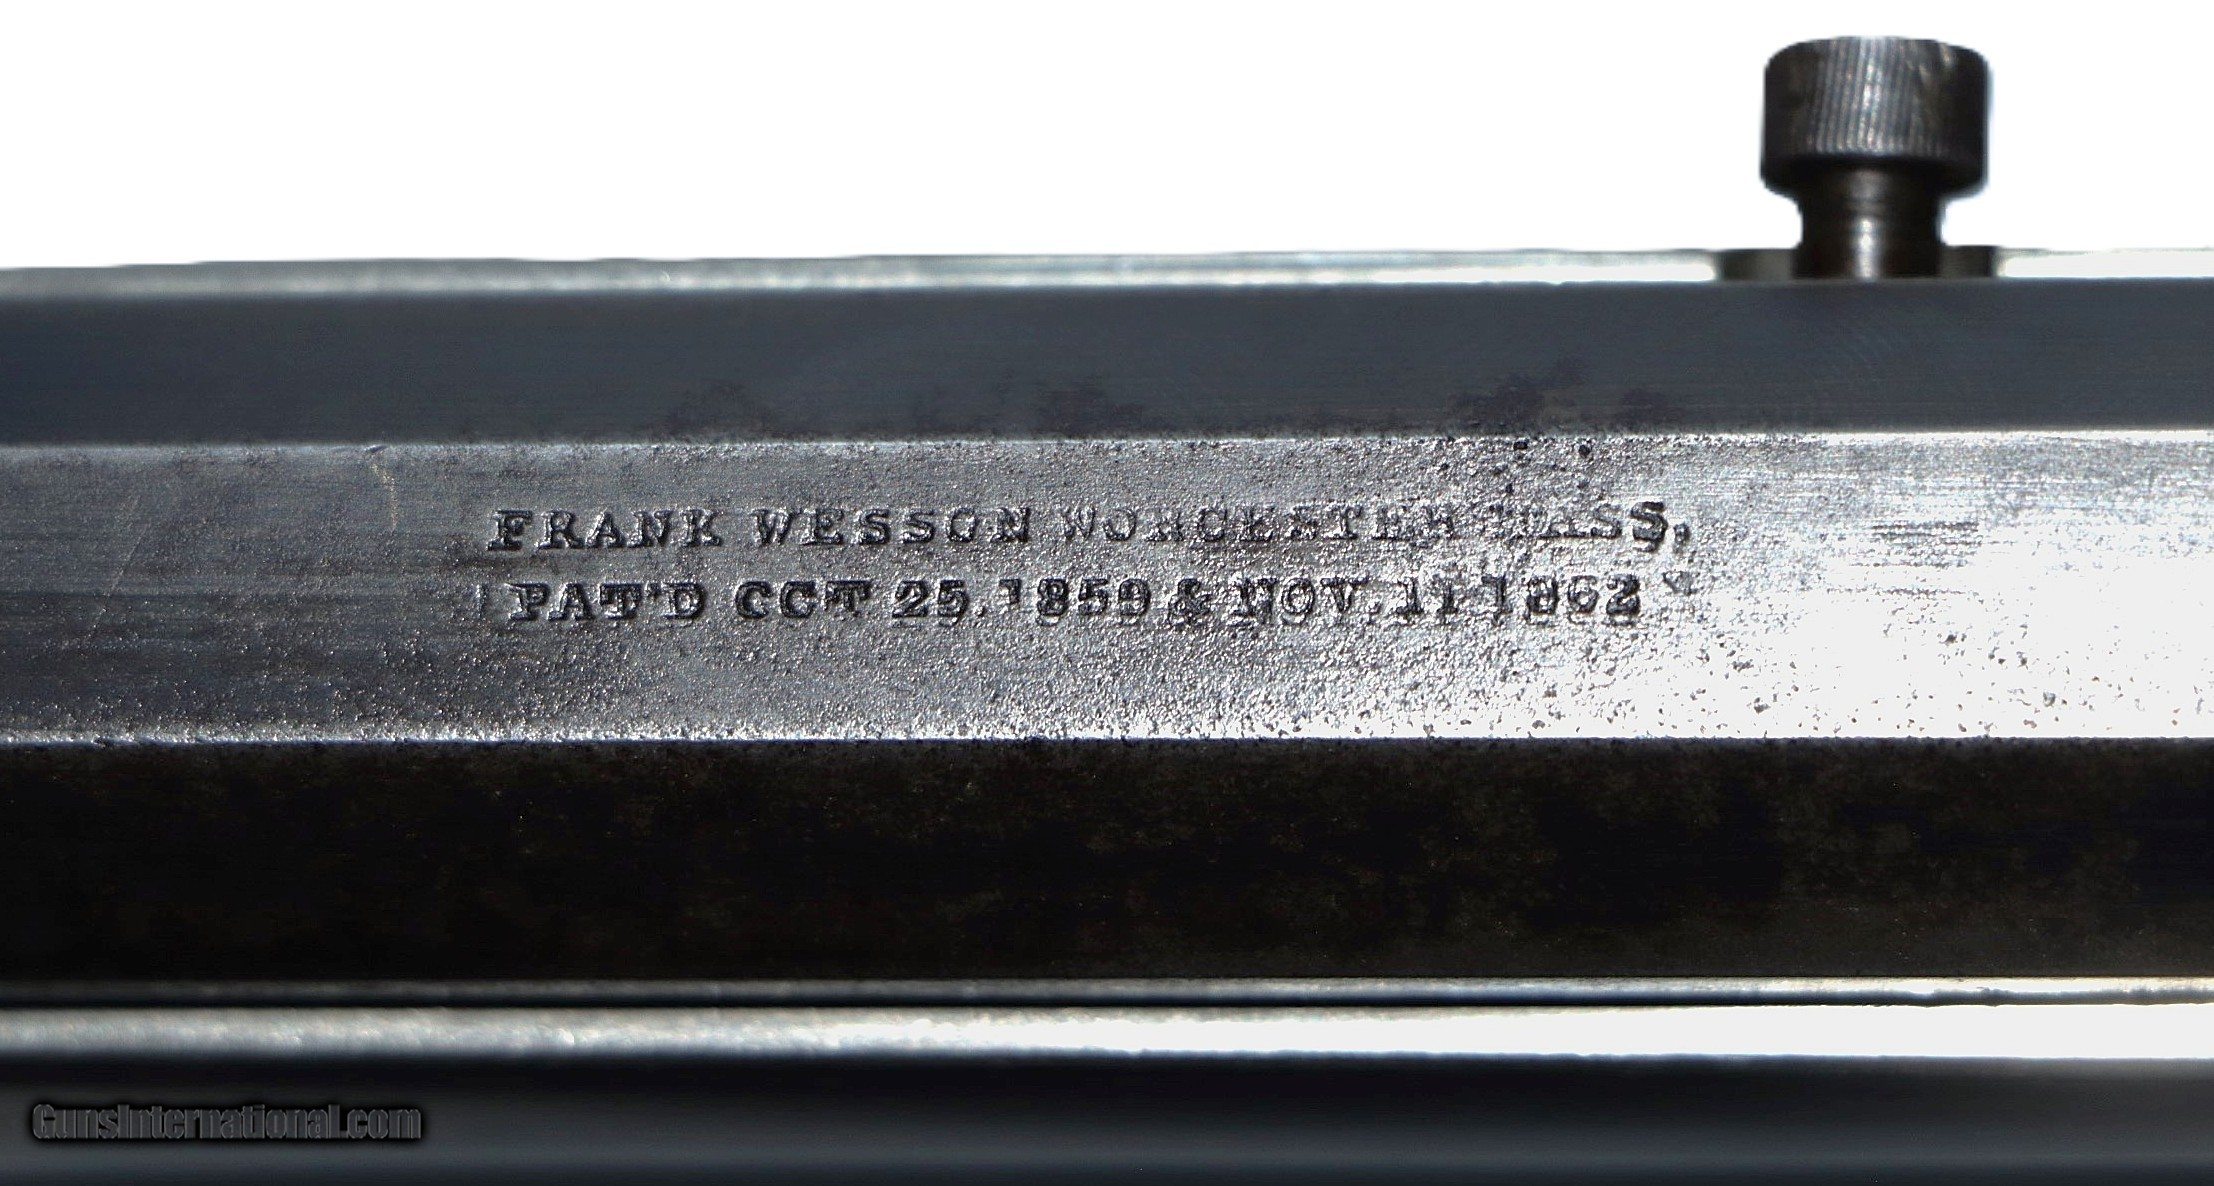 FRANK WESSON WORCESTER MASS,
PAT'D OCT 25, 1859 & NOV. 11 1862
GunsInternational.com